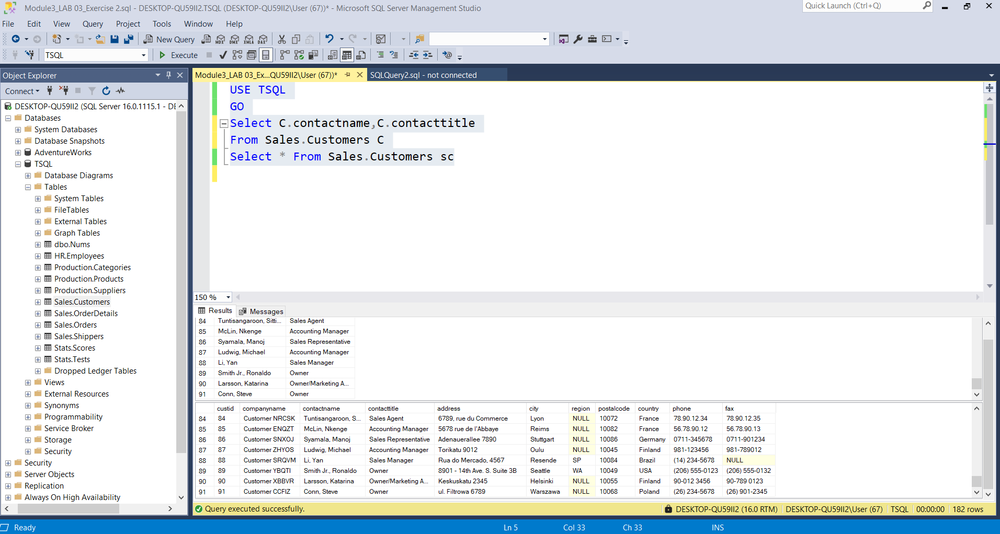 Module3_LAB 03_Exercise 2.sql - DESKTOP-QU59II2.TSQL (DESKTOP-QU59II2\User (67))* - Microsoft SQL Server Management Studio
Quick Launch (Ctrl+Q)
File Edit View Query Project Tools Window Help
New Query MDX DMX XMLA DAX
TSQL Execute
Object Explorer
Module3_LAB 03_Ex...QU59II2\User (67))* SQLQuery2.sql - not connected
Connect
DESKTOP-QU59II2 (SQL Server 16.0.1115.1 - DE
Databases
System Databases
Database Snapshots
AdventureWorks
TSQL
Database Diagrams
Tables
System Tables
FileTables
External Tables
Graph Tables
dbo.Nums
HR.Employees
Production.Categories
Production.Products
Production.Suppliers
Sales.Customers
Sales.OrderDetails
Sales.Orders
Sales.Shippers
Stats.Scores
Stats.Tests
Dropped Ledger Tables
Views
External Resources
Synonyms
Programmability
Service Broker
Storage
Security
Security
Server Objects
Replication
Always On High Availability
USE TSQL
GO
Select C.contactname,C.contacttitle
From Sales.Customers C
Select * From Sales.Customers sc
150 %
Results Messages
84 Tuntisangaroon, Sitti... Sales Agent
85 McLin, Nkenge Accounting Manager
86 Syamala, Manoj Sales Representative
87 Ludwig, Michael Accounting Manager
88 Li, Yan Sales Manager
89 Smith Jr., Ronaldo Owner
90 Larsson, Katarina Owner/Marketing A...
91 Conn, Steve Owner
custid companyname contactname contacttitle address city region postalcode country phone fax
84 84 Customer NRCSK Tuntisangaroon, S... Sales Agent 6789, rue du Commerce Lyon NULL 10072 France 78.90.12.34 78.90.12.35
85 85 Customer ENQZT McLin, Nkenge Accounting Manager 5678 rue de l'Abbaye Reims NULL 10082 France 56.78.90.12 56.78.90.13
86 86 Customer SNXOJ Syamala, Manoj Sales Representative Adenauerallee 7890 Stuttgart NULL 10086 Germany 0711-345678 0711-901234
87 87 Customer ZHYOS Ludwig, Michael Accounting Manager Torikatu 9012 Oulu NULL 10045 Finland 981-123456 981-789012
88 88 Customer SRQVM Li, Yan Sales Manager Rua do Mercado, 4567 Resende SP 10084 Brazil (14) 234-5678 NULL
89 89 Customer YBQTI Smith Jr., Ronaldo Owner 8901 - 14th Ave. S. Suite 3B Seattle WA 10049 USA (206) 555-0123 (206) 555-0132
90 90 Customer XBBVR Larsson, Katarina Owner/Marketing A... Keskuskatu 2345 Helsinki NULL 10055 Finland 90-012 3456 90-789 0123
91 91 Customer CCFIZ Conn, Steve Owner ul. Filtrowa 6789 Warszawa NULL 10068 Poland (26) 234-5678 (26) 901-2345
Query executed successfully. DESKTOP-QU59II2 (16.0 RTM) DESKTOP-QU59II2\User (67) TSQL 00:00:00 182 rows
Ready Ln 5 Col 33 Ch 33 INS